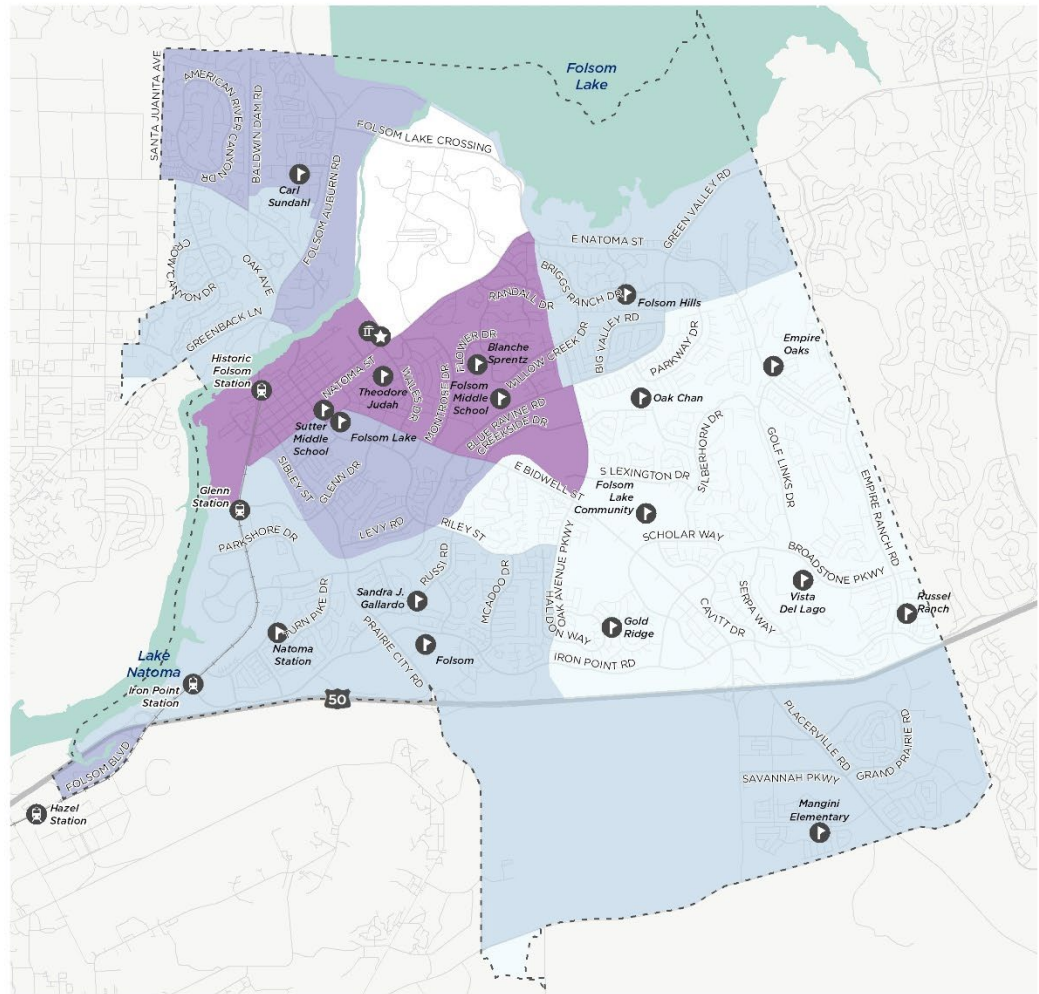 Folsom
Lake
SANTA JUANITA AVE
AMERICAN RIVER CANYON DR
BALDWIN DAM RD
FOLSOM LAKE CROSSING
Carl
Sundahl
FOLSOM AUBURN RD
GREEN VALLEY RD
E NATOMA ST
CROW CANYON DR
OAK AVE
GREENBACK LN
BRIGGS RANCH DR
Folsom Hills
RANDALL DR
BIG VALLEY RD
PARKWAY DR
Empire
Oaks
Historic
Folsom
Station
NATOMA ST
FLOWER DR
Blanche
Sprentz
WILLOW CREEK DR
Theodore
Judah
WALES DR
MONTROSE DR
Folsom
Middle
School
Oak Chan
Sutter
Middle
School
Folsom Lake
BLUE RAVINE RD
CREEKSIDE DR
SILBERHORN DR
GOLF LINKS DR
EMPIRE RANCH RD
SIBLEY ST
GLENN DR
E BIDWELL ST
S LEXINGTON DR
Folsom
Lake
Community
Glenn
Station
PARKSHORE DR
LEVY RD
RILEY ST
OAK AVENUE PKWY
SCHOLAR WAY
BROADSTONE PKWY
RUSSI RD
MCADOO DR
Sandra J.
Gallardo
HALIDON WAY
SERPA WAY
CAVITT DR
Vista
Del Lago
Russel
Ranch
TURN PIKE DR
Natoma
Station
PRAIRIE CITY RD
Folsom
Gold
Ridge
IRON POINT RD
Lake
Natoma
Iron Point
Station
50
FOLSOM BLVD
Hazel
Station
PLACERVILLE RD
GRAND PRAIRIE RD
SAVANNAH PKWY
Mangini
Elementary